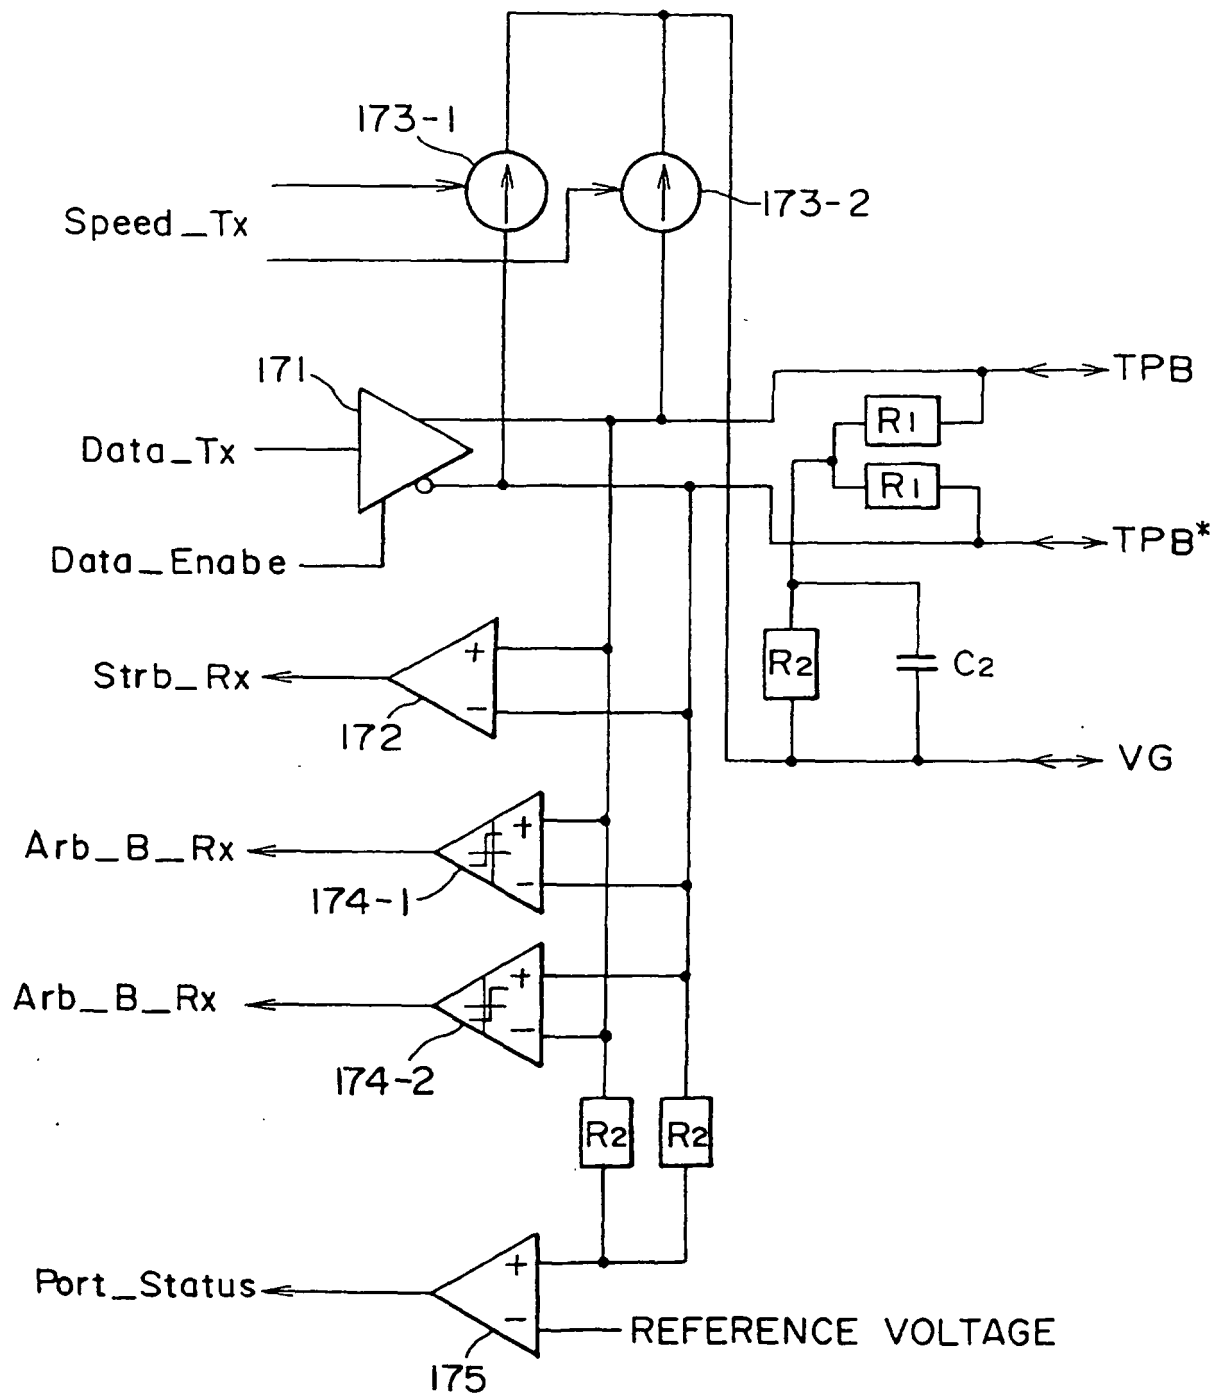 173-1
173-2
Speed_Tx
171
TPB
R1
Data_Tx
R1
TPB*
Data_Enabe
Strb_Rx
+
-
R2
C2
172
VG
Arb_B_Rx
+
-
174-1
Arb_B_Rx
+
-
174-2
R2
R2
Port_Status
+
-
REFERENCE VOLTAGE
175